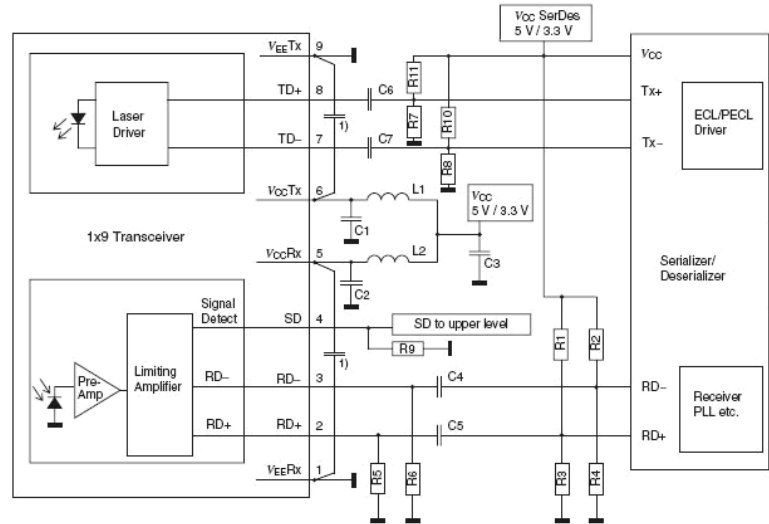 VCC SerDes
5 V / 3.3 V
VEETx 9
VCC
R11
TD+ 8
C6
Tx+
Laser
Driver
R7
R10
ECL/PECL
Driver
1)
TD− 7
C7
Tx−
R8
VCCTx 6
L1
VCC
5 V / 3.3 V
C1
1x9 Transceiver
VCCRx 5
L2
C3
Serializer/
Deserializer
C2
Signal
Detect
SD 4
SD to upper level
R1
R2
R9
Limiting
Amplifier
1)
Pre-
Amp
RD− RD− 3
C4
RD−
Receiver
PLL etc.
RD+ RD+ 2
C5
RD+
VEERx 1
R5
R6
R3
R4